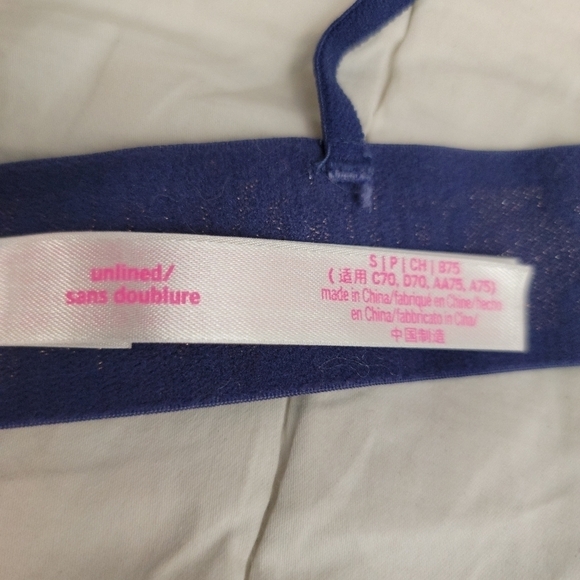 unlined/
sans doublure
S | P | CH | B75
(适用 C70, D70, AA75, A75)
made in China/fabriqué en Chine/hecho
en China/fabbricato in Cina/
中国制造